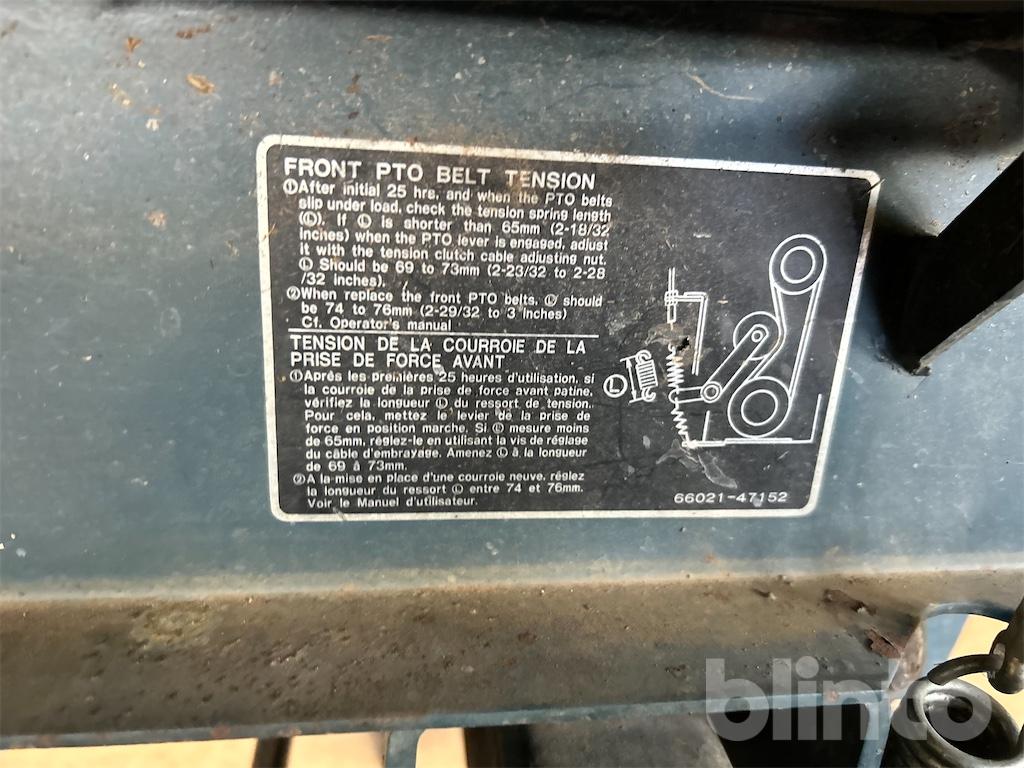 FRONT PTO BELT TENSION
①After initial 25 hrs, and when the PTO belts
slip under load, check the tension spring length
(Ⓛ). If Ⓛ is shorter than 65mm (2-18/32
inches) when the PTO lever is engaged, adjust
it with the tension clutch cable adjusting nut.
Ⓛ Should be 69 to 73mm (2-23/32 to 2-28
/32 inches).
②When replace the front PTO belts, Ⓛ should
be 74 to 76mm (2-29/32 to 3 inches)
Cf. Operator's manual
TENSION DE LA COURROIE DE LA
PRISE DE FORCE AVANT
①Après les premières 25 heures d'utilisation, si
la courroie de la prise de force avant patine,
vérifiez la longueur Ⓛ du ressort de tension.
Pour cela, mettez le levier de la prise de
force en position marche. Si Ⓛ mesure moins
de 65mm, réglez-le en utilisant la vis de réglage
du câble d'embrayage. Amenez Ⓛ à la longueur
de 69 à 73mm.
②A la mise en place d'une courroie neuve, réglez
la longueur du ressort Ⓛ entre 74 et 76mm.
Voir le Manuel d'utilisateur.
Ⓛ
66021-47152
blinto